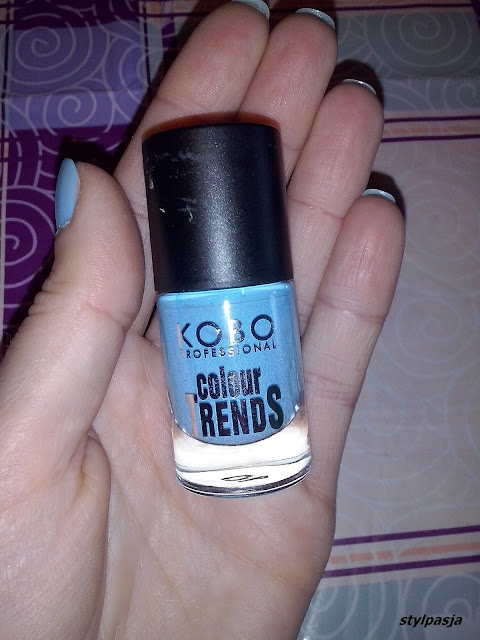 KOBO
PROFESSIONAL
colour
TRENDS
stylpasja